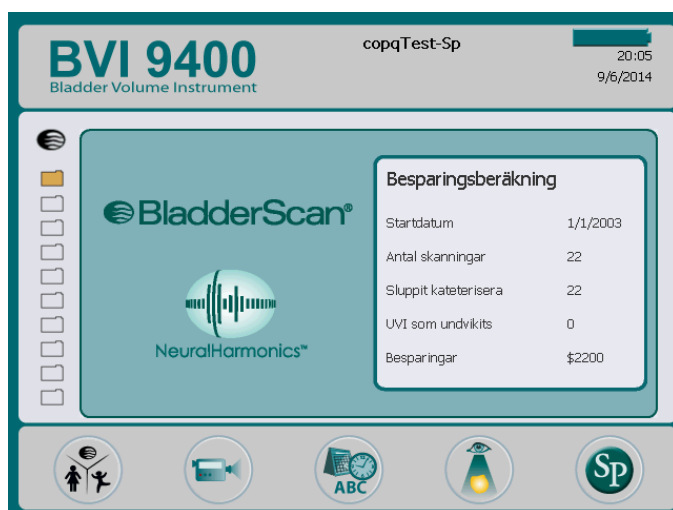 BVI 9400
Bladder Volume Instrument
copqTest-Sp
20:05
9/6/2014
BladderScan®
NeuralHarmonics™
Besparingsberäkning
Startdatum 1/1/2003
Antal skanningar 22
Sluppit kateterisera 22
UVI som undvikits 0
Besparingar $2200
ABC
Sp